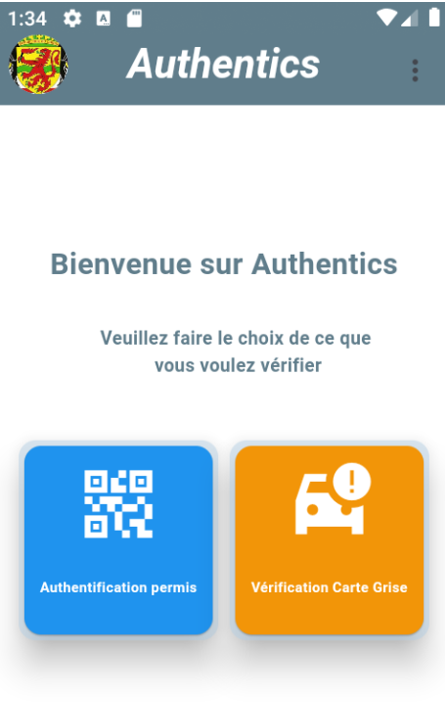 1:34
Authentics
Bienvenue sur Authentics
Veuillez faire le choix de ce que
vous voulez vérifier
Authentification permis
Vérification Carte Grise